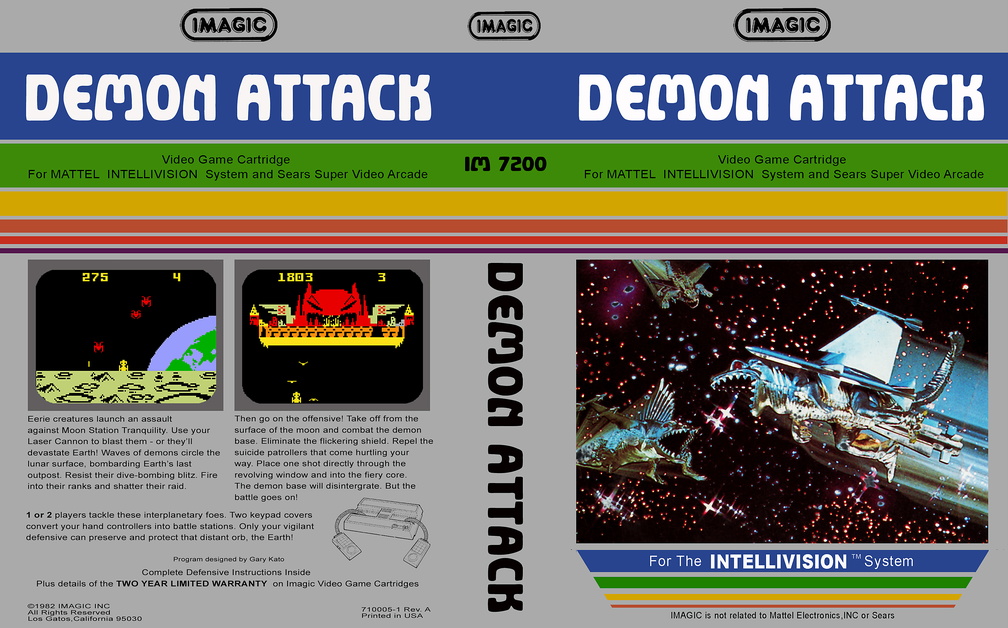 IMAGIC
DEMON ATTACK
Video Game Cartridge
For MATTEL INTELLIVISION System and Sears Super Video Arcade
275 4
1803 3
Eerie creatures launch an assault
against Moon Station Tranquility. Use your
Laser Cannon to blast them - or they'll
devastate Earth! Waves of demons circle the
lunar surface, bombarding Earth's last
outpost. Resist their dive-bombing blitz. Fire
into their ranks and shatter their raid.
Then go on the offensive! Take off from the
surface of the moon and combat the demon
base. Eliminate the flickering shield. Repel the
suicide patrollers that come hurtling your
way. Place one shot directly through the
revolving window and into the fiery core.
The demon base will disintergrate. But the
battle goes on!
1 or 2 players tackle these interplanetary foes. Two keypad covers
convert your hand controllers into battle stations. Only your vigilant
defensive can preserve and protect that distant orb, the Earth!
Program designed by Gary Kato
Complete Defensive Instructions Inside
Plus details of the TWO YEAR LIMITED WARRANTY on Imagic Video Game Cartridges
©1982 IMAGIC INC
All Rights Reserved
Los Gatos,California 95030
710005-1 Rev. A
Printed in USA
IMAGIC
IM 7200
DEMON ATTACK
IMAGIC
DEMON ATTACK
Video Game Cartridge
For MATTEL INTELLIVISION System and Sears Super Video Arcade
For The INTELLIVISION™ System
IMAGIC is not related to Mattel Electronics,INC or Sears